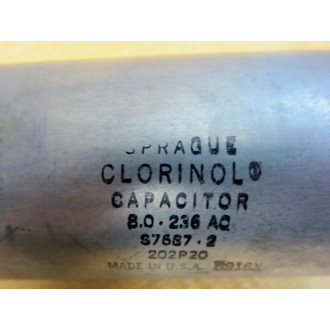 SPRAGUE
CLORINOL®
CAPACITOR
8.0 - 236 AC
S7687 - 2
202P20
MADE IN U.S.A.